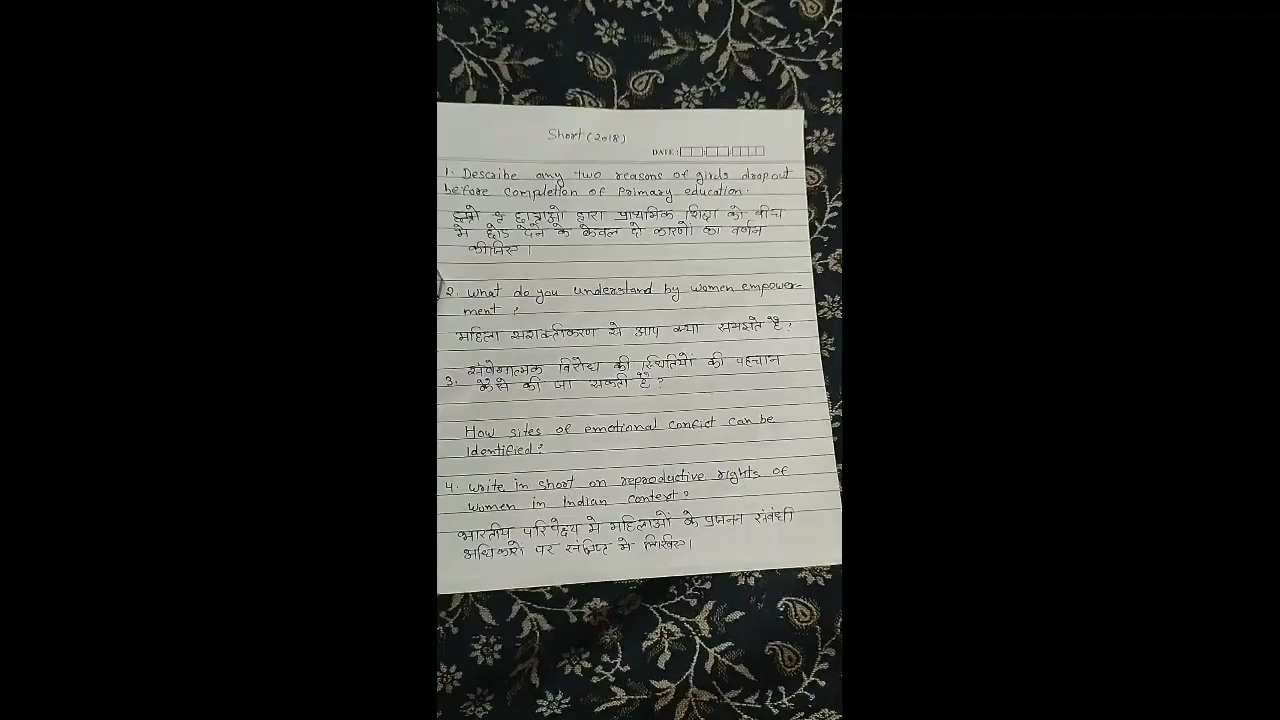 Short (2018)
DATE:
1. Describe any two reasons of girls dropout
before completion of Primary education.
छात्राओ द्वारा प्राथमिक शिक्षा को बीच
मे छोड देने के केवल दो कारणो का वर्णन
कीजिए।
2. What do you understand by women empower-
ment?
महिला सशक्तीकरण से आप क्या समझते है?
संवेगात्मक विरोध की स्थितियों की पहचान
3. कैसे की जा सकती है?
How sites of emotional confict can be
Identified?
4. Write in short on reproductive rights of
women in Indian context?
भारतीय परिपेक्ष्य मे महिलाओं के प्रजनन संबंधी
अधिकारो पर संक्षिप्त मे लिखिए।